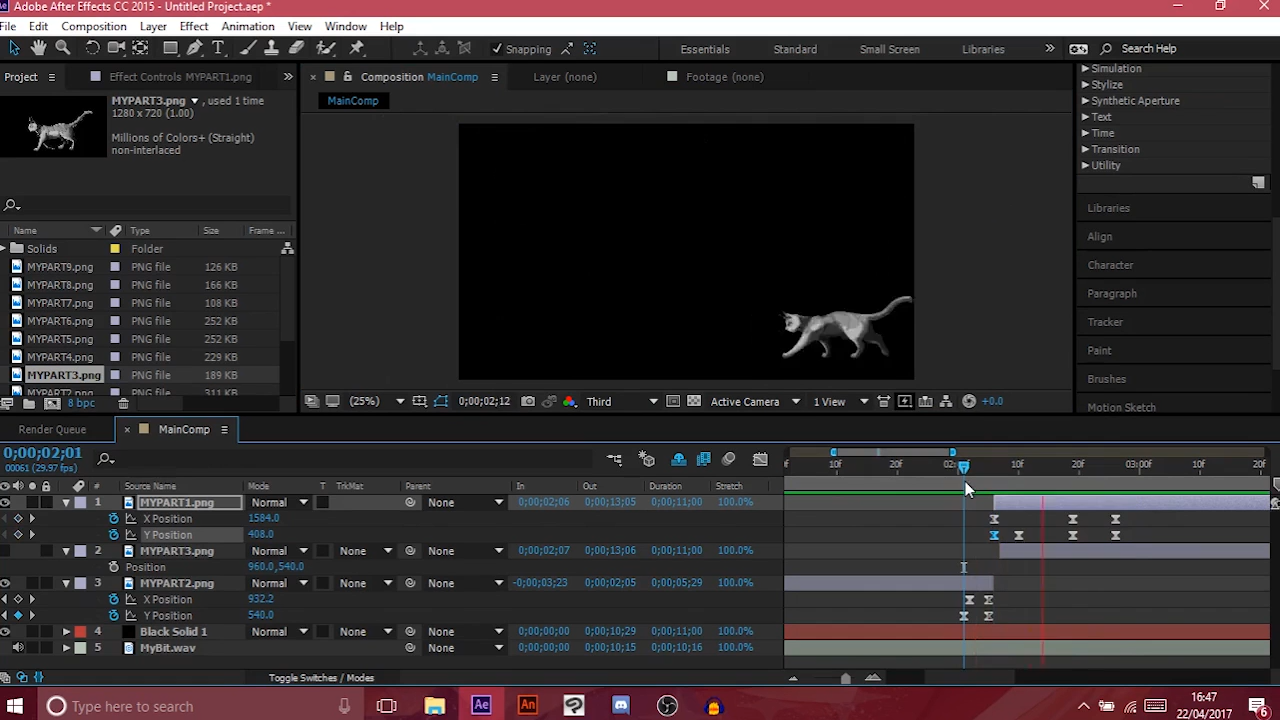 Adobe After Effects CC 2015 - Untitled Project.aep *
File Edit Composition Layer Effect Animation View Window Help
Snapping Essentials Standard Small Screen Libraries Search Help
Project Effect Controls MYPART1.png Composition MainComp Layer (none) Footage (none)
MainComp
MYPART3.png , used 1 time
1280 x 720 (1.00)
Millions of Colors+ (Straight)
non-interlaced
Name Type Size Frame ...
Solids Folder
MYPART9.png PNG file 126 KB
MYPART8.png PNG file 166 KB
MYPART7.png PNG file 108 KB
MYPART6.png PNG file 252 KB
MYPART5.png PNG file 252 KB
MYPART4.png PNG file 229 KB
MYPART3.png PNG file 189 KB
MYPART2.png PNG file 311 KB
8 bpc
(25%) 0;00;02;12 Third Active Camera 1 View +0.0
Simulation
Stylize
Synthetic Aperture
Text
Time
Transition
Utility
Libraries
Align
Character
Paragraph
Tracker
Paint
Brushes
Motion Sketch
Render Queue MainComp
0;00;02;01
00061 (29.97 fps)
f 10f 20f 02: 10f 20f 03:00f 10f 20f
# Source Name Mode T TrkMat Parent In Out Duration Stretch
1 MYPART1.png Normal None 0;00;02;06 0;00;13;05 0;00;11;00 100.0%
X Position 1584.0
Y Position 408.0
2 MYPART3.png Normal None None 0;00;02;07 0;00;13;06 0;00;11;00 100.0%
Position 960.0,540.0
3 MYPART2.png Normal None None -0;00;03;23 0;00;02;05 0;00;05;29 100.0%
X Position 932.2
Y Position 540.0
4 Black Solid 1 Normal None None 0;00;00;00 0;00;10;29 0;00;11;00 100.0%
5 MyBit.wav None 0;00;00;00 0;00;10;15 0;00;10;16 100.0%
Toggle Switches / Modes
Type here to search
Ae An
16:47
22/04/2017
6